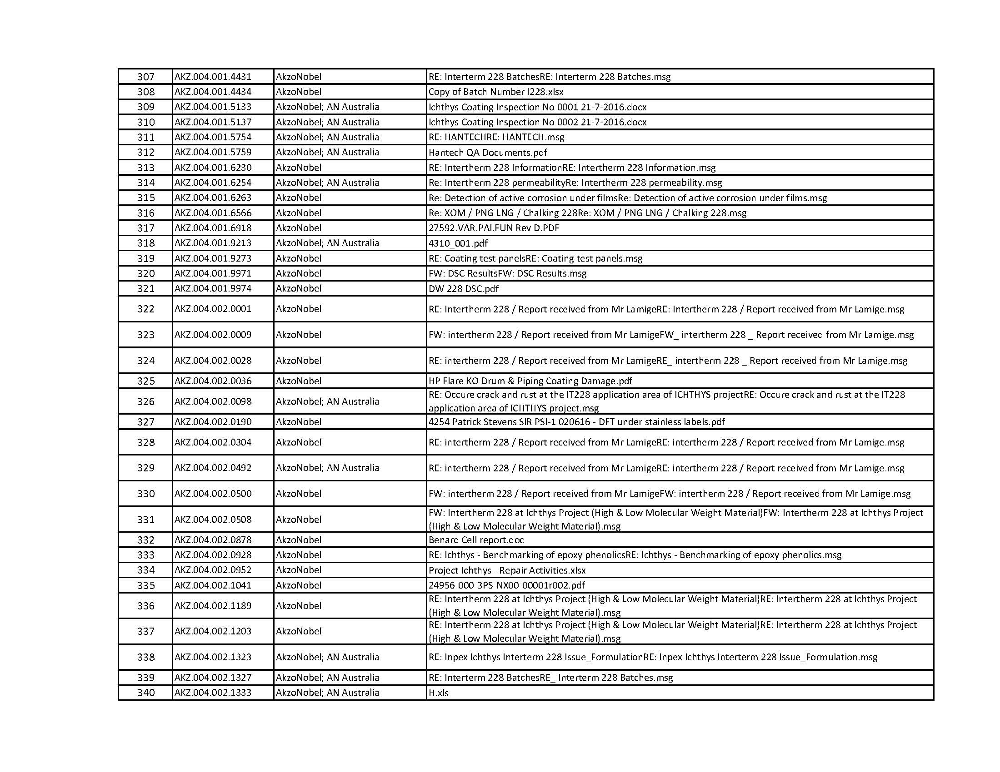 307 AKZ.004.001.4431 AkzoNobel RE: Interterm 228 BatchesRE: Interterm 228 Batches.msg
308 AKZ.004.001.4434 AkzoNobel Copy of Batch Number I228.xlsx
309 AKZ.004.001.5133 AkzoNobel; AN Australia Ichthys Coating Inspection No 0001 21-7-2016.docx
310 AKZ.004.001.5137 AkzoNobel; AN Australia Ichthys Coating Inspection No 0002 21-7-2016.docx
311 AKZ.004.001.5754 AkzoNobel; AN Australia RE: HANTECHRE: HANTECH.msg
312 AKZ.004.001.5759 AkzoNobel; AN Australia Hantech QA Documents.pdf
313 AKZ.004.001.6230 AkzoNobel RE: Intertherm 228 InformationRE: Intertherm 228 Information.msg
314 AKZ.004.001.6254 AkzoNobel; AN Australia Re: Intertherm 228 permeabilityRe: Intertherm 228 permeability.msg
315 AKZ.004.001.6263 AkzoNobel Re: Detection of active corrosion under filmsRe: Detection of active corrosion under films.msg
316 AKZ.004.001.6566 AkzoNobel Re: XOM / PNG LNG / Chalking 228Re: XOM / PNG LNG / Chalking 228.msg
317 AKZ.004.001.6918 AkzoNobel 27592.VAR.PAI.FUN Rev D.PDF
318 AKZ.004.001.9213 AkzoNobel; AN Australia 4310_001.pdf
319 AKZ.004.001.9273 AkzoNobel RE: Coating test panelsRE: Coating test panels.msg
320 AKZ.004.001.9971 AkzoNobel FW: DSC ResultsFW: DSC Results.msg
321 AKZ.004.001.9974 AkzoNobel DW 228 DSC.pdf
322 AKZ.004.002.0001 AkzoNobel RE: Intertherm 228 / Report received from Mr LamigeRE: Intertherm 228 / Report received from Mr Lamige.msg
323 AKZ.004.002.0009 AkzoNobel FW: intertherm 228 / Report received from Mr LamigeFW_ intertherm 228 _ Report received from Mr Lamige.msg
324 AKZ.004.002.0028 AkzoNobel RE: intertherm 228 / Report received from Mr LamigeRE_ intertherm 228 _ Report received from Mr Lamige.msg
325 AKZ.004.002.0036 AkzoNobel HP Flare KO Drum & Piping Coating Damage.pdf
326 AKZ.004.002.0098 AkzoNobel; AN Australia RE: Occure crack and rust at the IT228 application area of ICHTHYS projectRE: Occure crack and rust at the IT228
application area of ICHTHYS project.msg
327 AKZ.004.002.0190 AkzoNobel 4254 Patrick Stevens SIR PSI-1 020616 - DFT under stainless labels.pdf
328 AKZ.004.002.0304 AkzoNobel RE: intertherm 228 / Report received from Mr LamigeRE: intertherm 228 / Report received from Mr Lamige.msg
329 AKZ.004.002.0492 AkzoNobel; AN Australia RE: intertherm 228 / Report received from Mr LamigeRE: intertherm 228 / Report received from Mr Lamige.msg
330 AKZ.004.002.0500 AkzoNobel FW: intertherm 228 / Report received from Mr LamigeFW: intertherm 228 / Report received from Mr Lamige.msg
331 AKZ.004.002.0508 AkzoNobel FW: Intertherm 228 at Ichthys Project (High & Low Molecular Weight Material)FW: Intertherm 228 at Ichthys Project
(High & Low Molecular Weight Material).msg
332 AKZ.004.002.0878 AkzoNobel Benard Cell report.doc
333 AKZ.004.002.0928 AkzoNobel RE: Ichthys - Benchmarking of epoxy phenolicsRE: Ichthys - Benchmarking of epoxy phenolics.msg
334 AKZ.004.002.0952 AkzoNobel Project Ichthys - Repair Activities.xlsx
335 AKZ.004.002.1041 AkzoNobel 24956-000-3PS-NX00-00001r002.pdf
336 AKZ.004.002.1189 AkzoNobel RE: Intertherm 228 at Ichthys Project (High & Low Molecular Weight Material)RE: Intertherm 228 at Ichthys Project
(High & Low Molecular Weight Material).msg
337 AKZ.004.002.1203 AkzoNobel RE: Intertherm 228 at Ichthys Project (High & Low Molecular Weight Material)RE: Intertherm 228 at Ichthys Project
(High & Low Molecular Weight Material).msg
338 AKZ.004.002.1323 AkzoNobel; AN Australia RE: Inpex Ichthys Interterm 228 Issue_FormulationRE: Inpex Ichthys Interterm 228 Issue_Formulation.msg
339 AKZ.004.002.1327 AkzoNobel; AN Australia RE: Interterm 228 BatchesRE_ Interterm 228 Batches.msg
340 AKZ.004.002.1333 AkzoNobel; AN Australia H.xls